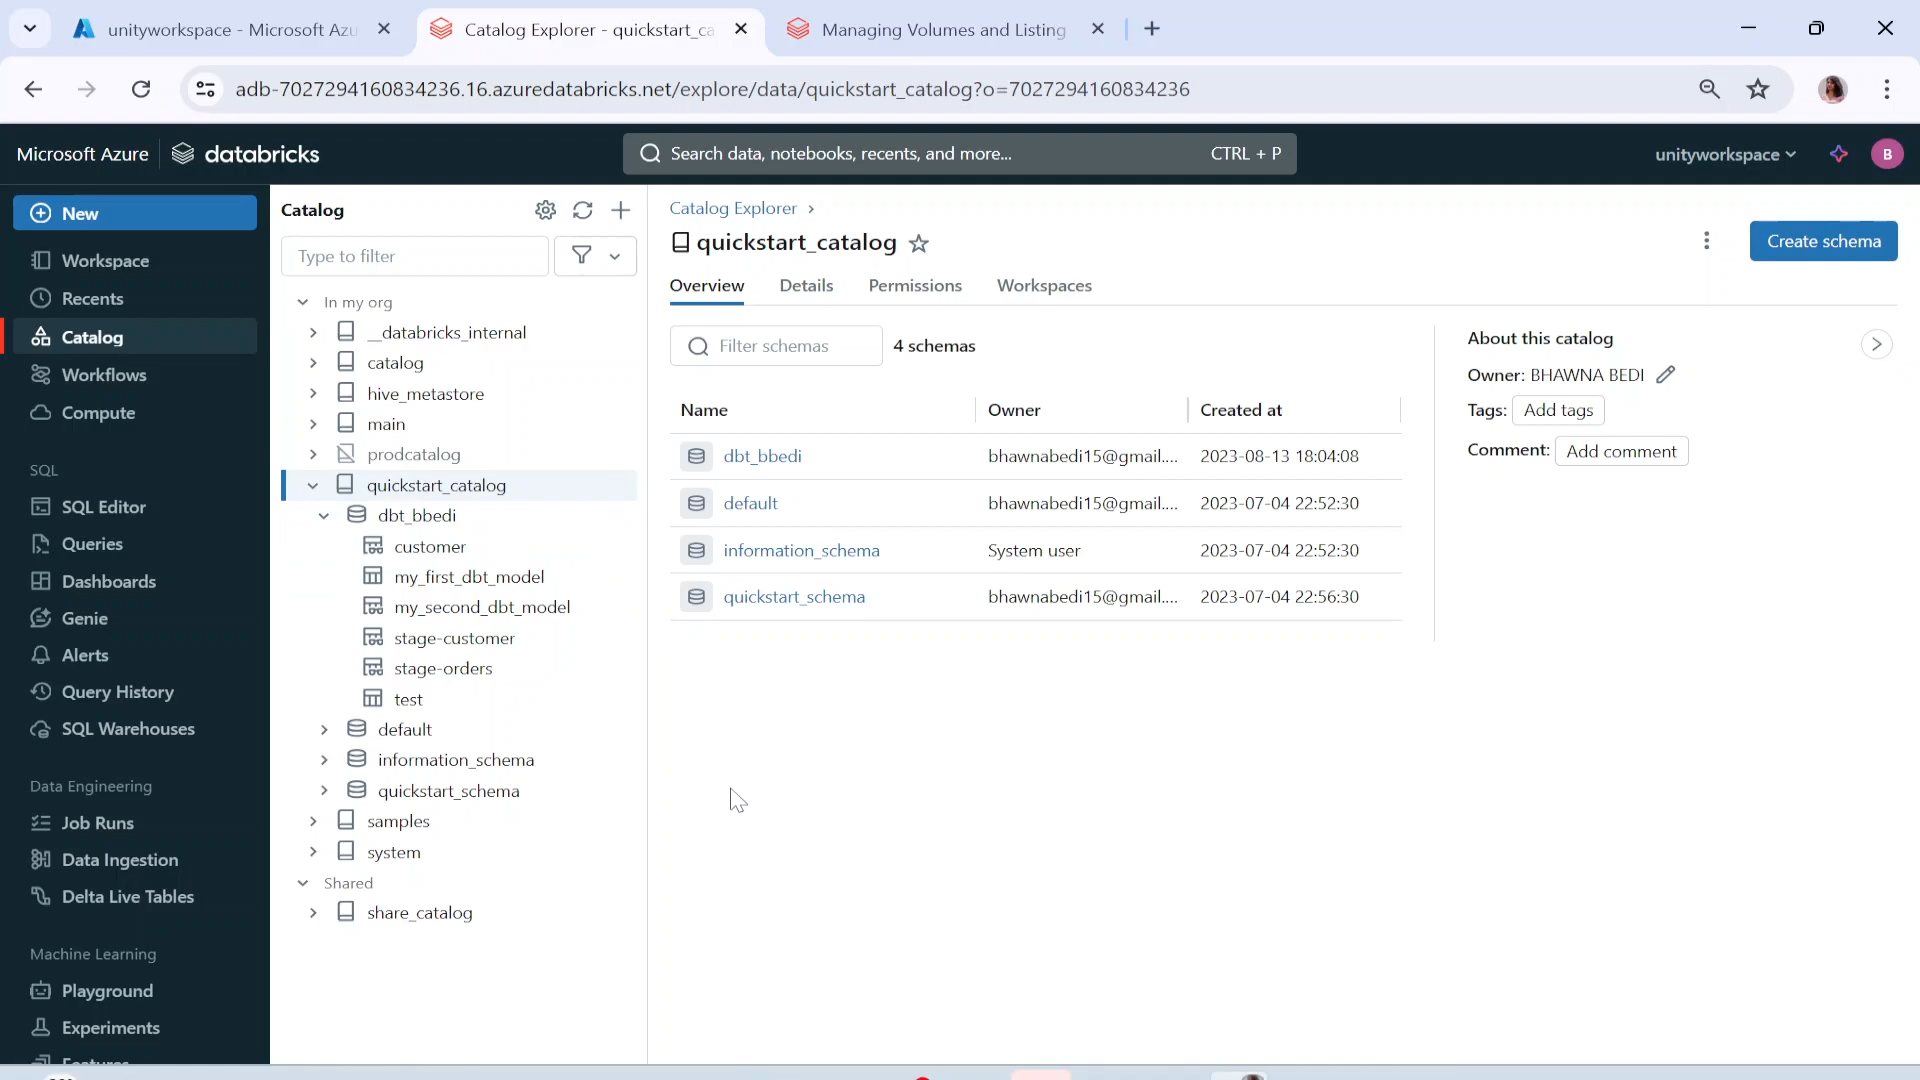 unityworkspace - Microsoft Azu
Catalog Explorer - quickstart_ca
Managing Volumes and Listing
adb-7027294160834236.16.azuredatabricks.net/explore/data/quickstart_catalog?o=7027294160834236
Microsoft Azure
databricks
Search data, notebooks, recents, and more...
CTRL + P
unityworkspace
B
New
Workspace
Recents
Catalog
Workflows
Compute
SQL
SQL Editor
Queries
Dashboards
Genie
Alerts
Query History
SQL Warehouses
Data Engineering
Job Runs
Data Ingestion
Delta Live Tables
Machine Learning
Playground
Experiments
Features
Catalog
Type to filter
In my org
__databricks_internal
catalog
hive_metastore
main
prodcatalog
quickstart_catalog
dbt_bbedi
customer
my_first_dbt_model
my_second_dbt_model
stage-customer
stage-orders
test
default
information_schema
quickstart_schema
samples
system
Shared
share_catalog
Catalog Explorer
quickstart_catalog
Create schema
Overview
Details
Permissions
Workspaces
Filter schemas
4 schemas
Name
Owner
Created at
dbt_bbedi
bhawnabedi15@gmail....
2023-08-13 18:04:08
default
bhawnabedi15@gmail....
2023-07-04 22:52:30
information_schema
System user
2023-07-04 22:52:30
quickstart_schema
bhawnabedi15@gmail....
2023-07-04 22:56:30
About this catalog
Owner: BHAWNA BEDI
Tags: Add tags
Comment: Add comment